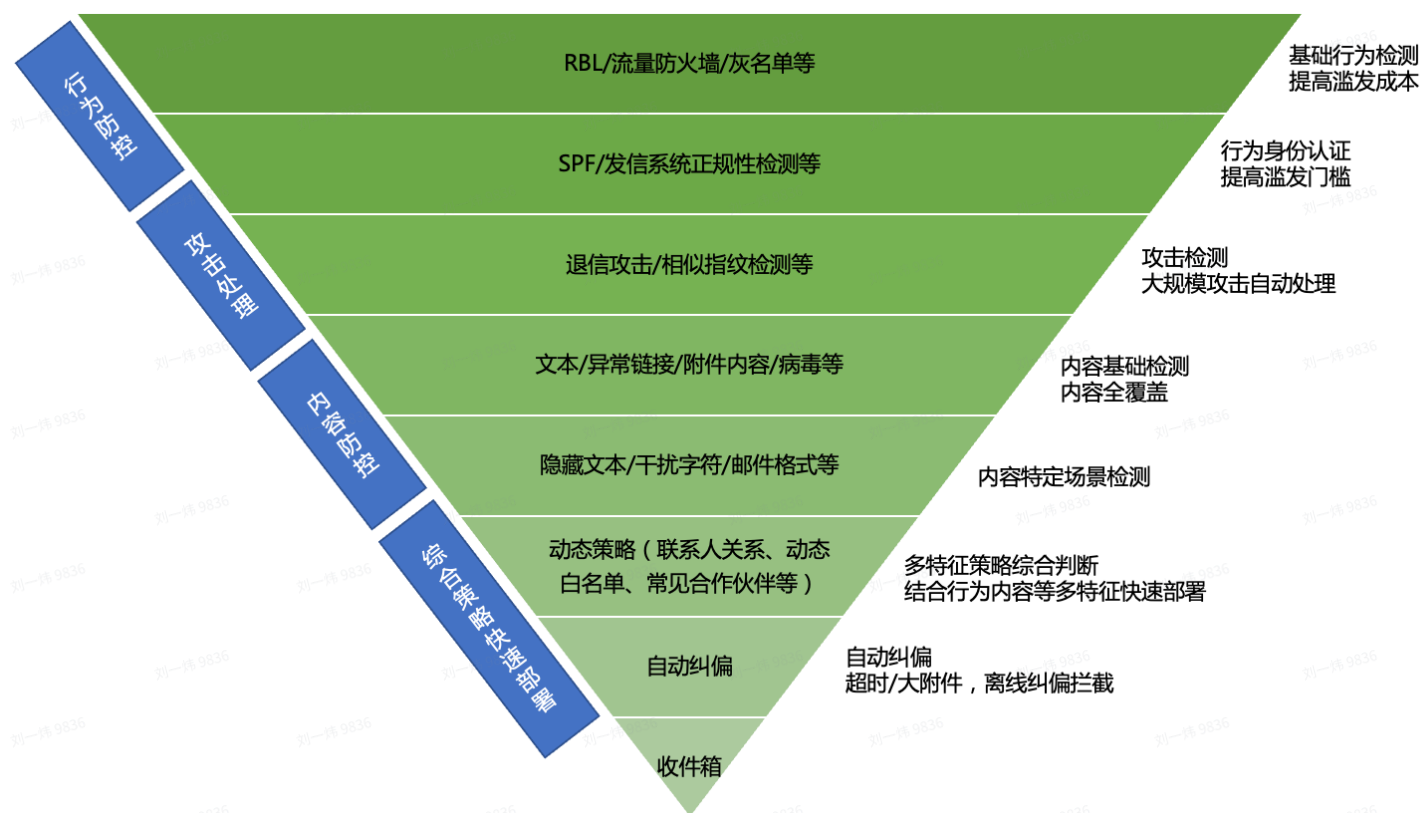 行为防控
RBL/流量防火墙/灰名单等
基础行为检测
提高滥发成本
SPF/发信系统正规性检测等
行为身份认证
提高滥发门槛
攻击处理
退信攻击/相似指纹检测等
攻击检测
大规模攻击自动处理
内容防控
文本/异常链接/附件内容/病毒等
内容基础检测
内容全覆盖
隐藏文本/干扰字符/邮件格式等
内容特定场景检测
综合策略快速部署
动态策略（联系人关系、动态
白名单、常见合作伙伴等）
多特征策略综合判断
结合行为内容等多特征快速部署
自动纠偏
自动纠偏
超时/大附件，离线纠偏拦截
收件箱
刘一炜 9836